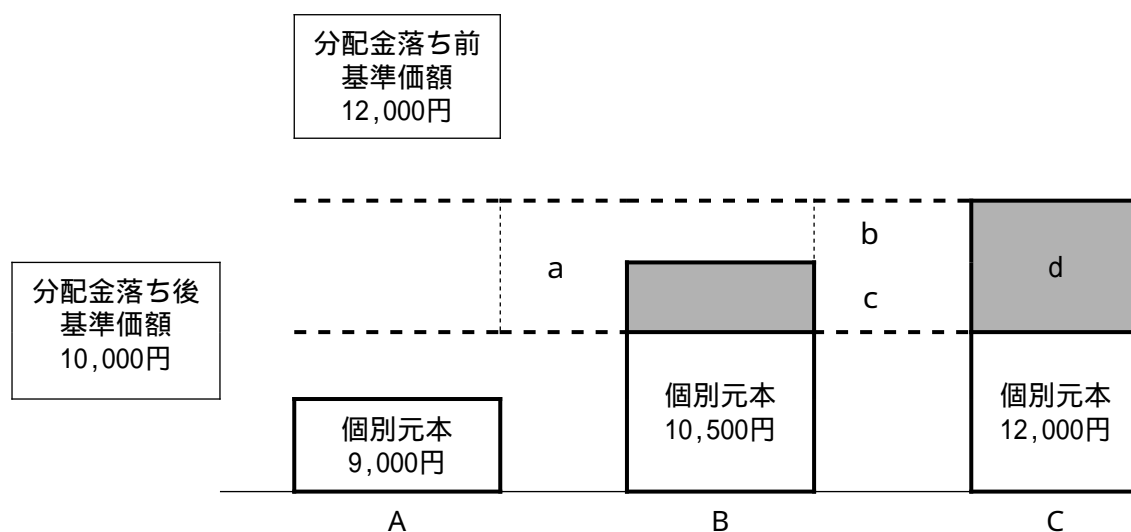 分配金落ち前
基準価額
12,000円
b
a
d
c
分配金落ち後
基準価額
10,000円
個別元本
9,000円
個別元本
10,500円
個別元本
12,000円
A
B
C